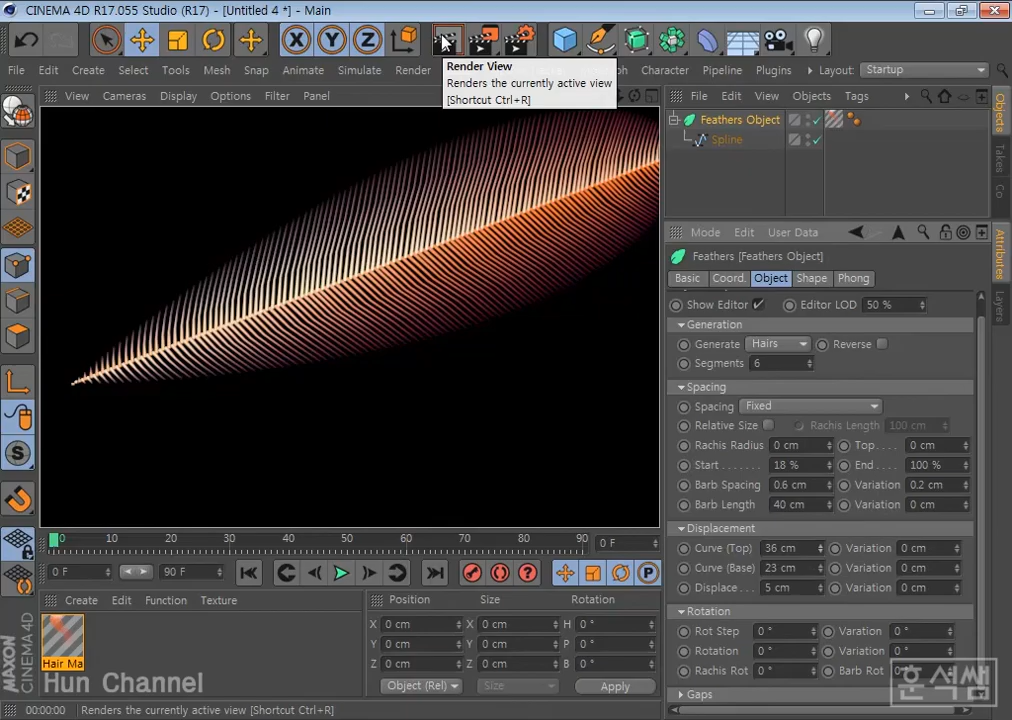 CINEMA 4D R17.055 Studio (R17) - [Untitled 4 *] - Main
X Y Z
File Edit Create Select Tools Mesh Snap Animate Simulate Render ph Character Pipeline Plugins Layout: Startup
Render View
Renders the currently active view
[Shortcut Ctrl+R]
View Cameras Display Options Filter Panel
File Edit View Objects Tags
Feathers Object
Spline
Objects
Takes
Co
Mode Edit User Data
Attributes
Layers
Feathers [Feathers Object]
Basic Coord. Object Shape Phong
Show Editor Editor LOD 50 %
Generation
Generate Hairs Reverse
Segments 6
Spacing
Spacing Fixed
Relative Size Rachis Length 100 cm
Rachis Radius 0 cm Top. . . . 0 cm
Start . . . . . . . 18 % End. . . . 100 %
Barb Spacing 0.6 cm Variation 0.2 cm
Barb Length 40 cm Variation 0 cm
Displacement
Curve (Top) 36 cm Variation 0 cm
Curve (Base) 23 cm Variation 0 cm
Displace. . . 5 cm Variation 0 cm
Rotation
Rot Step 0 ° Varation 0 °
Rotation 0 ° Variation 0 °
Rachis Rot 0 ° Barb Rot 0 °
Gaps
0 10 20 30 40 50 60 70 80 90 0 F
0 F 90 F
P
S
Create Edit Function Texture
Hair Ma
Position Size Rotation
X 0 cm X 0 cm H 0 °
Y 0 cm Y 0 cm P 0 °
Z 0 cm Z 0 cm B 0 °
Object (Rel) Size Apply
MAXON
CINEMA 4D
Hun Channel
훈석쌤
00:00:00 Renders the currently active view [Shortcut Ctrl+R]